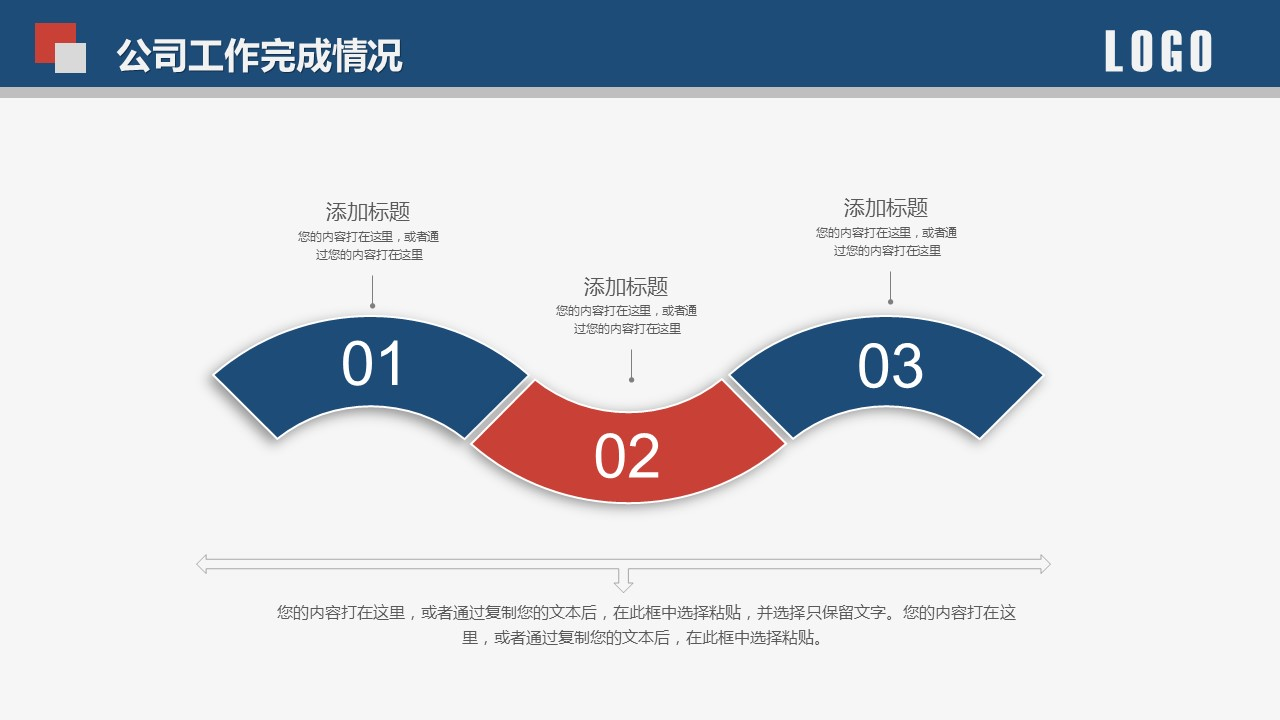 公司工作完成情况
LOGO
添加标题
您的内容打在这里，或者通
过您的内容打在这里
01
添加标题
您的内容打在这里，或者通
过您的内容打在这里
02
添加标题
您的内容打在这里，或者通
过您的内容打在这里
03
您的内容打在这里，或者通过复制您的文本后，在此框中选择粘贴，并选择只保留文字。您的内容打在这
里，或者通过复制您的文本后，在此框中选择粘贴。